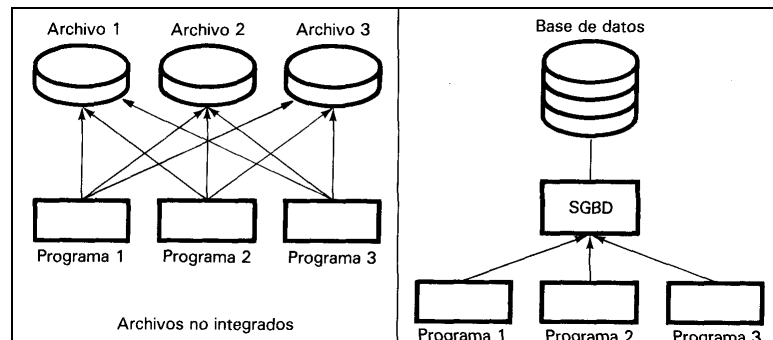 Archivo 1 Archivo 2 Archivo 3
Programa 1 Programa 2 Programa 3
Archivos no integrados
Base de datos
SGBD
Programa 1 Programa 2 Programa 3